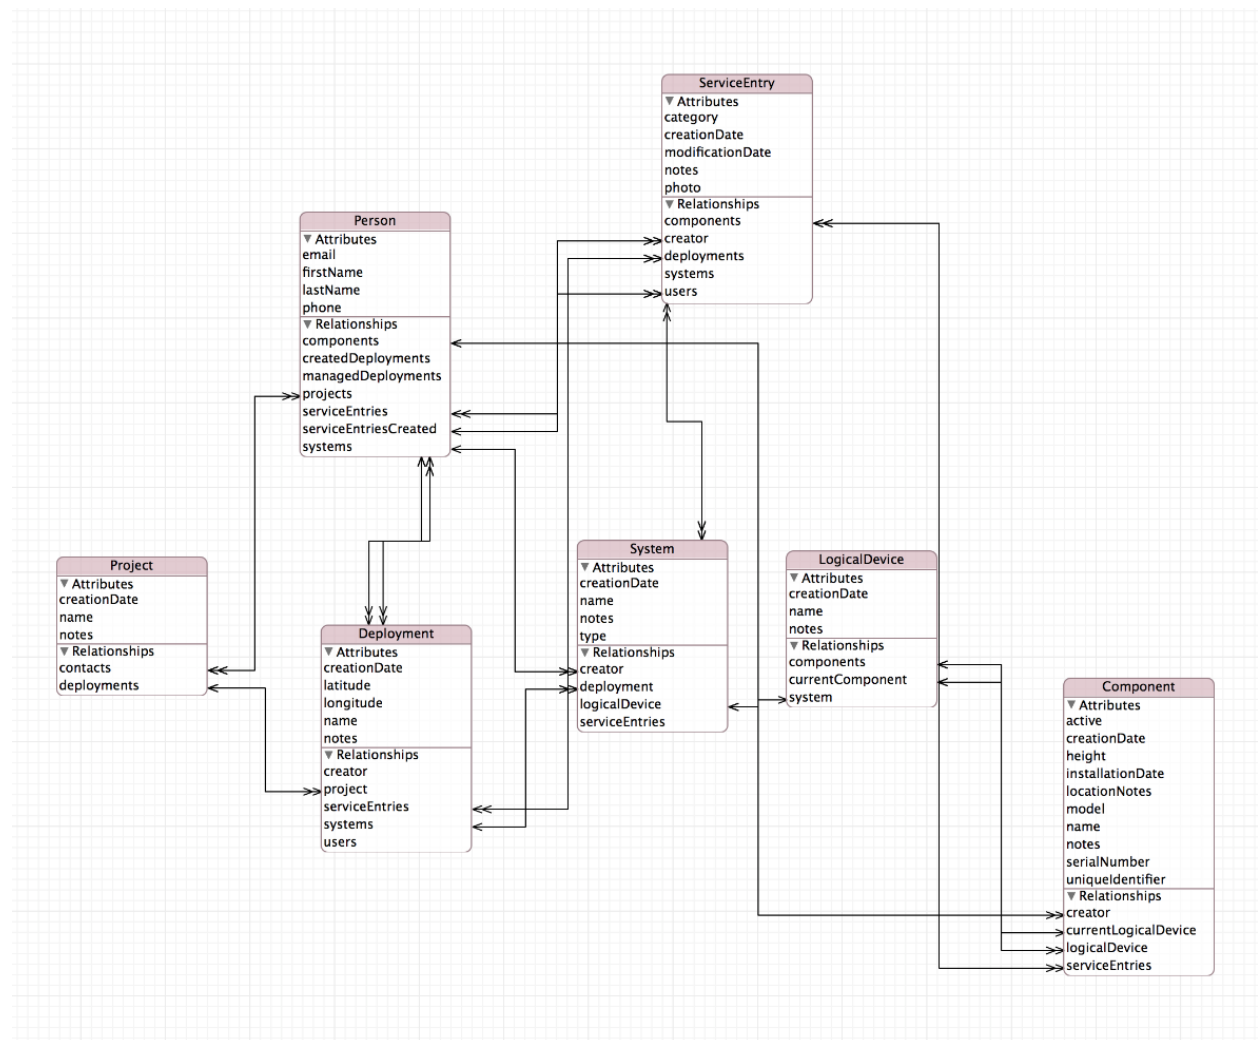 ServiceEntry
Attributes
category
creationDate
modificationDate
notes
photo
Relationships
components
creator
deployments
systems
users
Person
Attributes
email
firstName
lastName
phone
Relationships
components
createdDeployments
managedDeployments
projects
serviceEntries
serviceEntriesCreated
systems
Project
Attributes
creationDate
name
notes
Relationships
contacts
deployments
Deployment
Attributes
creationDate
latitude
longitude
name
notes
Relationships
creator
project
serviceEntries
systems
users
System
Attributes
creationDate
name
notes
type
Relationships
creator
deployment
logicalDevice
serviceEntries
LogicalDevice
Attributes
creationDate
name
notes
Relationships
components
currentComponent
system
Component
Attributes
active
creationDate
height
installationDate
locationNotes
model
name
notes
serialNumber
uniqueIdentifier
Relationships
creator
currentLogicalDevice
logicalDevice
serviceEntries